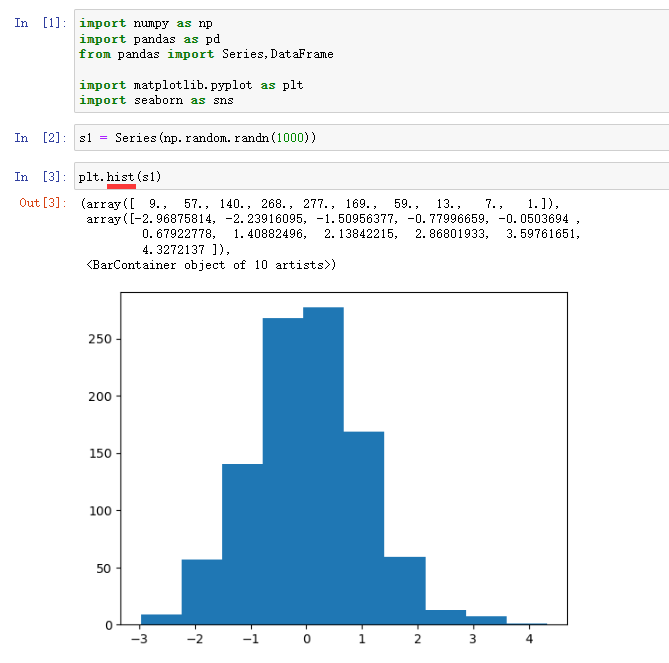 In [1]: import numpy as np
import pandas as pd
from pandas import Series,DataFrame
import matplotlib.pyplot as plt
import seaborn as sns
In [2]: s1 = Series(np.random.randn(1000))
In [3]: plt.hist(s1)
Out[3]: (array([  9.,  57., 140., 268., 277., 169.,  59.,  13.,   7.,   1.]),
array([-2.96875814, -2.23916095, -1.50956377, -0.77996659, -0.0503694 ,
0.67922778,  1.40882496,  2.13842215,  2.86801933,  3.59761651,
4.3272137 ]),
<BarContainer object of 10 artists>)
250
200
150
100
50
0
−3 −2 −1 0 1 2 3 4